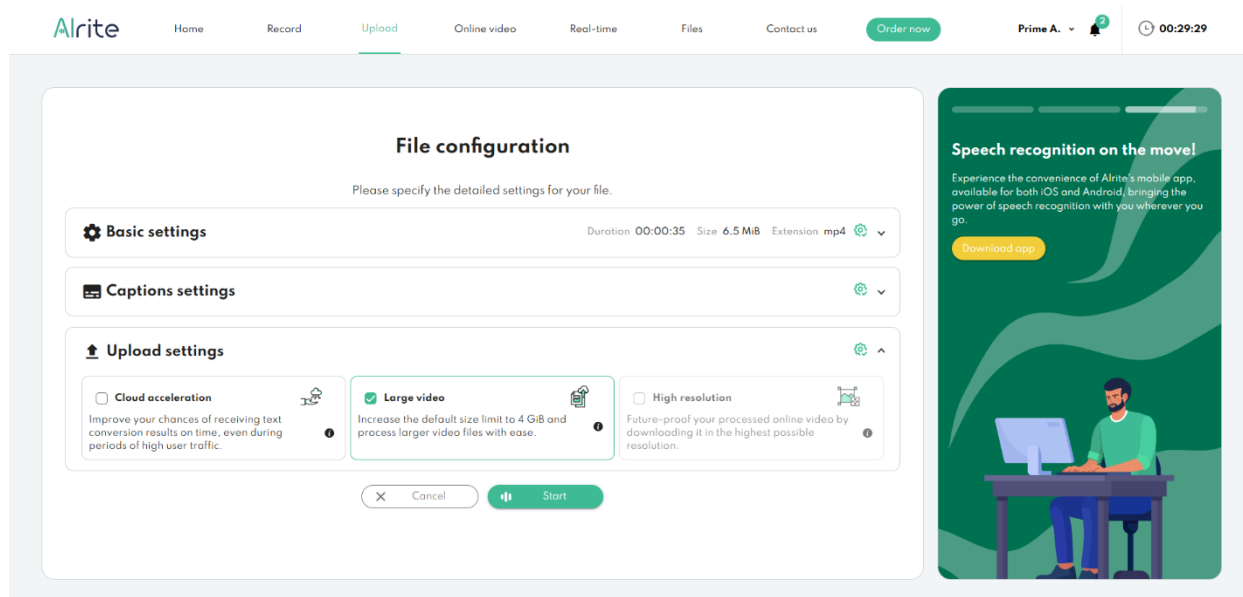 Alrite
Home Record Upload Online video Real-time Files Contact us Order now Prime A. 2 00:29:29
File configuration
Please specify the detailed settings for your file.
Basic settings Duration 00:00:35 Size 6.5 MiB Extension mp4
Captions settings
Upload settings
Cloud acceleration
Improve your chances of receiving text
conversion results on time, even during
periods of high user traffic.
Large video
Increase the default size limit to 4 GiB and
process larger video files with ease.
High resolution
Future-proof your processed online video by
downloading it in the highest possible
resolution.
Cancel Start
Speech recognition on the move!
Experience the convenience of Alrite's mobile app,
available for both iOS and Android, bringing the
power of speech recognition with you wherever you
go.
Download app